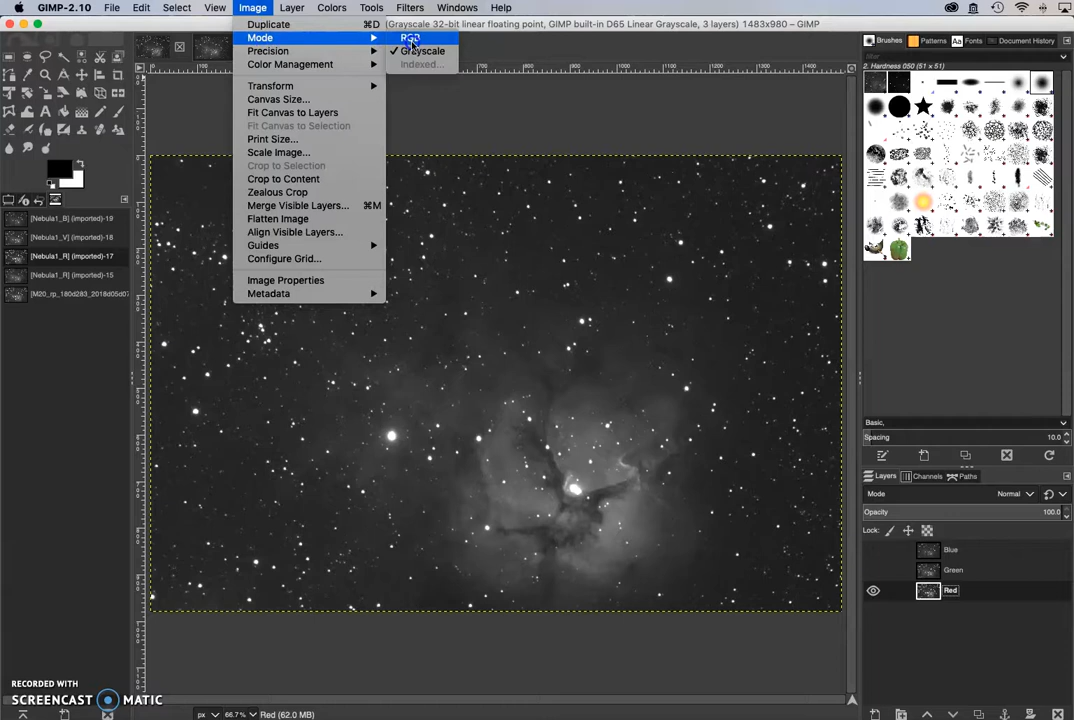 GIMP-2.10 File Edit Select View Image Layer Colors Tools Filters Windows Help
(Grayscale 32-bit linear floating point, GIMP built-in D65 Linear Grayscale, 3 layers) 1483x980 – GIMP
Duplicate ⌘D
Mode
Precision
Color Management
Transform
Canvas Size...
Fit Canvas to Layers
Fit Canvas to Selection
Print Size...
Scale Image...
Crop to Selection
Crop to Content
Zealous Crop
Merge Visible Layers... ⌘M
Flatten Image
Align Visible Layers...
Guides
Configure Grid...
Image Properties
Metadata
RGB
✓ Grayscale
Indexed...
[Nebula1_B] (imported)-19
[Nebula1_V] (imported)-18
[Nebula1_R] (imported)-17
[Nebula1_R] (imported)-15
[M20_rp_180d283_2018d05d0
Brushes Patterns Aa Fonts Document History
filter
2. Hardness 050 (51 × 51)
Basic,
Spacing 10.0
Layers Channels Paths
Mode Normal
Opacity 100.0
Lock:
Blue
Green
Red
RECORDED WITH
SCREENCAST MATIC
px 66.7% Red (62.0 MB)